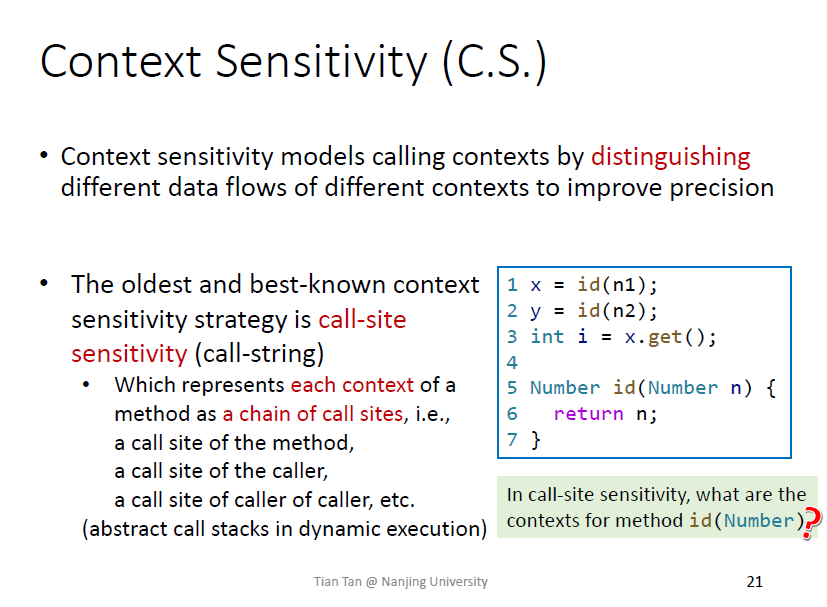 Context Sensitivity (C.S.)
• Context sensitivity models calling contexts by distinguishing
different data flows of different contexts to improve precision
• The oldest and best-known context
sensitivity strategy is call-site
sensitivity (call-string)
• Which represents each context of a
method as a chain of call sites, i.e.,
a call site of the method,
a call site of the caller,
a call site of caller of caller, etc.
(abstract call stacks in dynamic execution)
1 x = id(n1);
2 y = id(n2);
3 int i = x.get();
4
5 Number id(Number n) {
6   return n;
7 }
In call-site sensitivity, what are the
contexts for method id(Number)?
Tian Tan @ Nanjing University
21